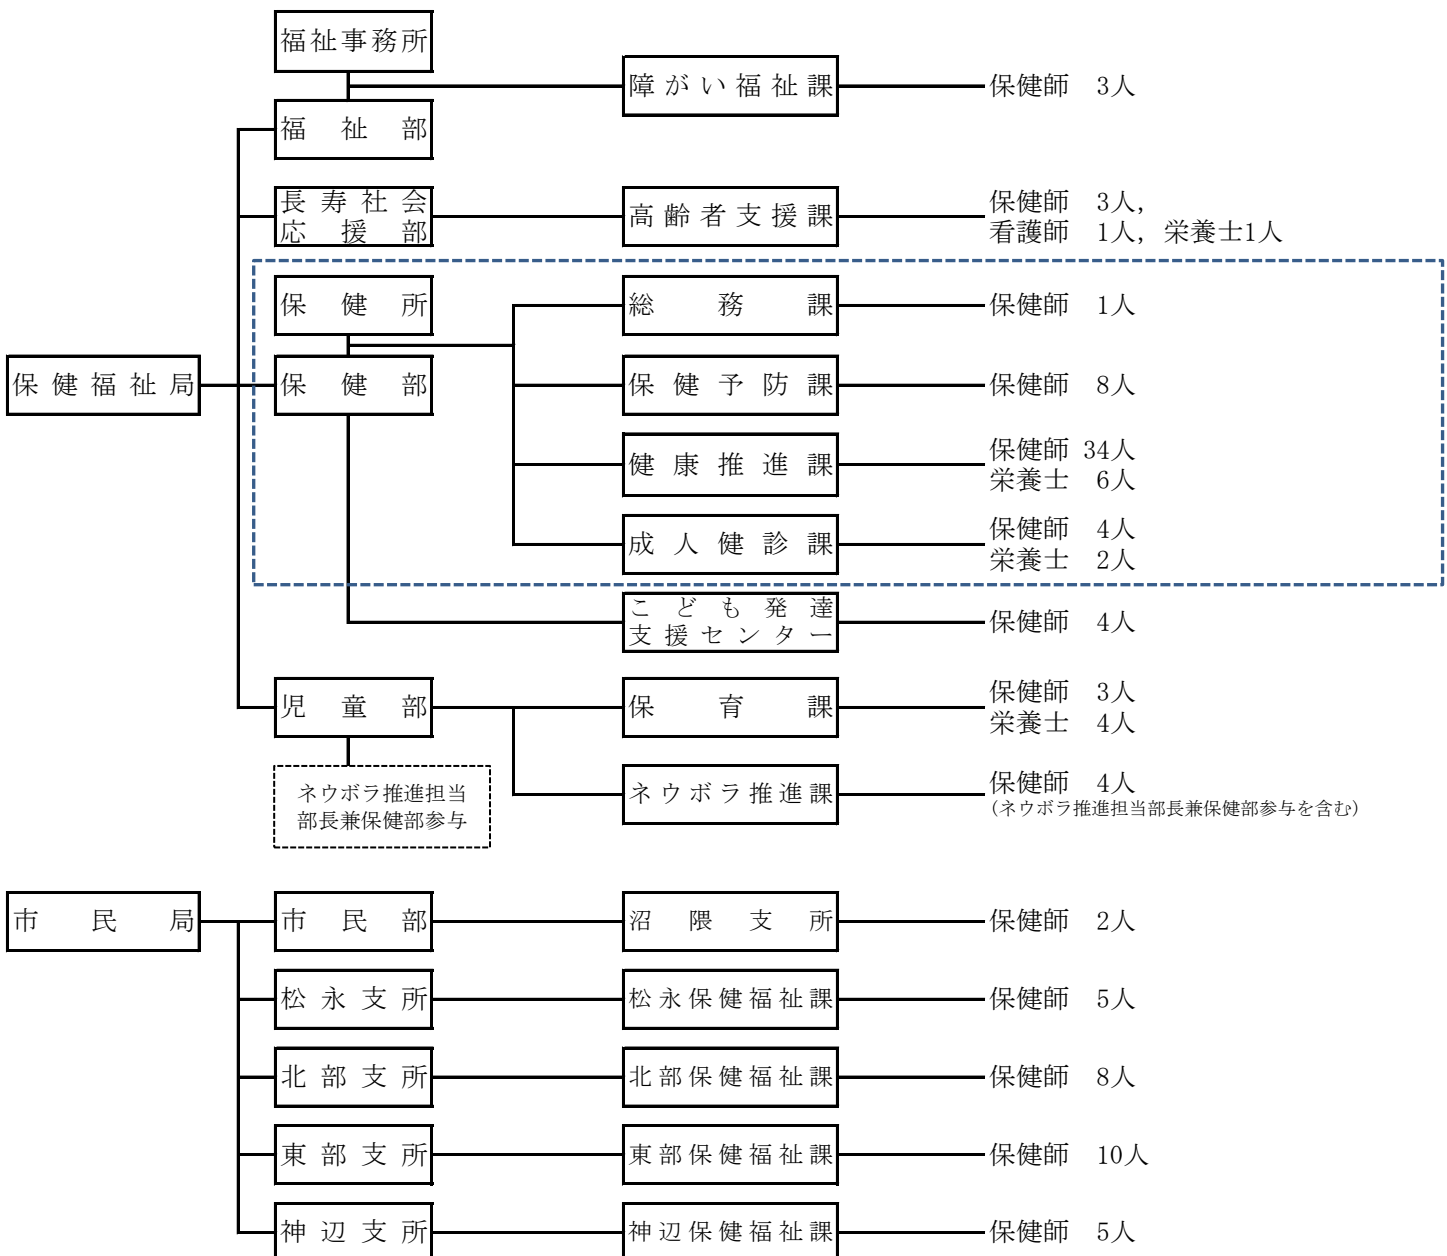 福祉事務所
障がい福祉課
保健師 3人
福祉部
長寿社会
応援部
高齢者支援課
保健師 3人,
看護師 1人, 栄養士1人
保健所
総務課
保健師 1人
保健福祉局
保健部
保健予防課
保健師 8人
健康推進課
保健師 34人
栄養士 6人
成人健診課
保健師 4人
栄養士 2人
こども発達
支援センター
保健師 4人
児童部
保育課
保健師 3人
栄養士 4人
ネウボラ推進担当
部長兼保健部参与
ネウボラ推進課
保健師 4人
(ネウボラ推進担当部長兼保健部参与を含む)
市民局
市民部
沼隈支所
保健師 2人
松永支所
松永保健福祉課
保健師 5人
北部支所
北部保健福祉課
保健師 8人
東部支所
東部保健福祉課
保健師 10人
神辺支所
神辺保健福祉課
保健師 5人